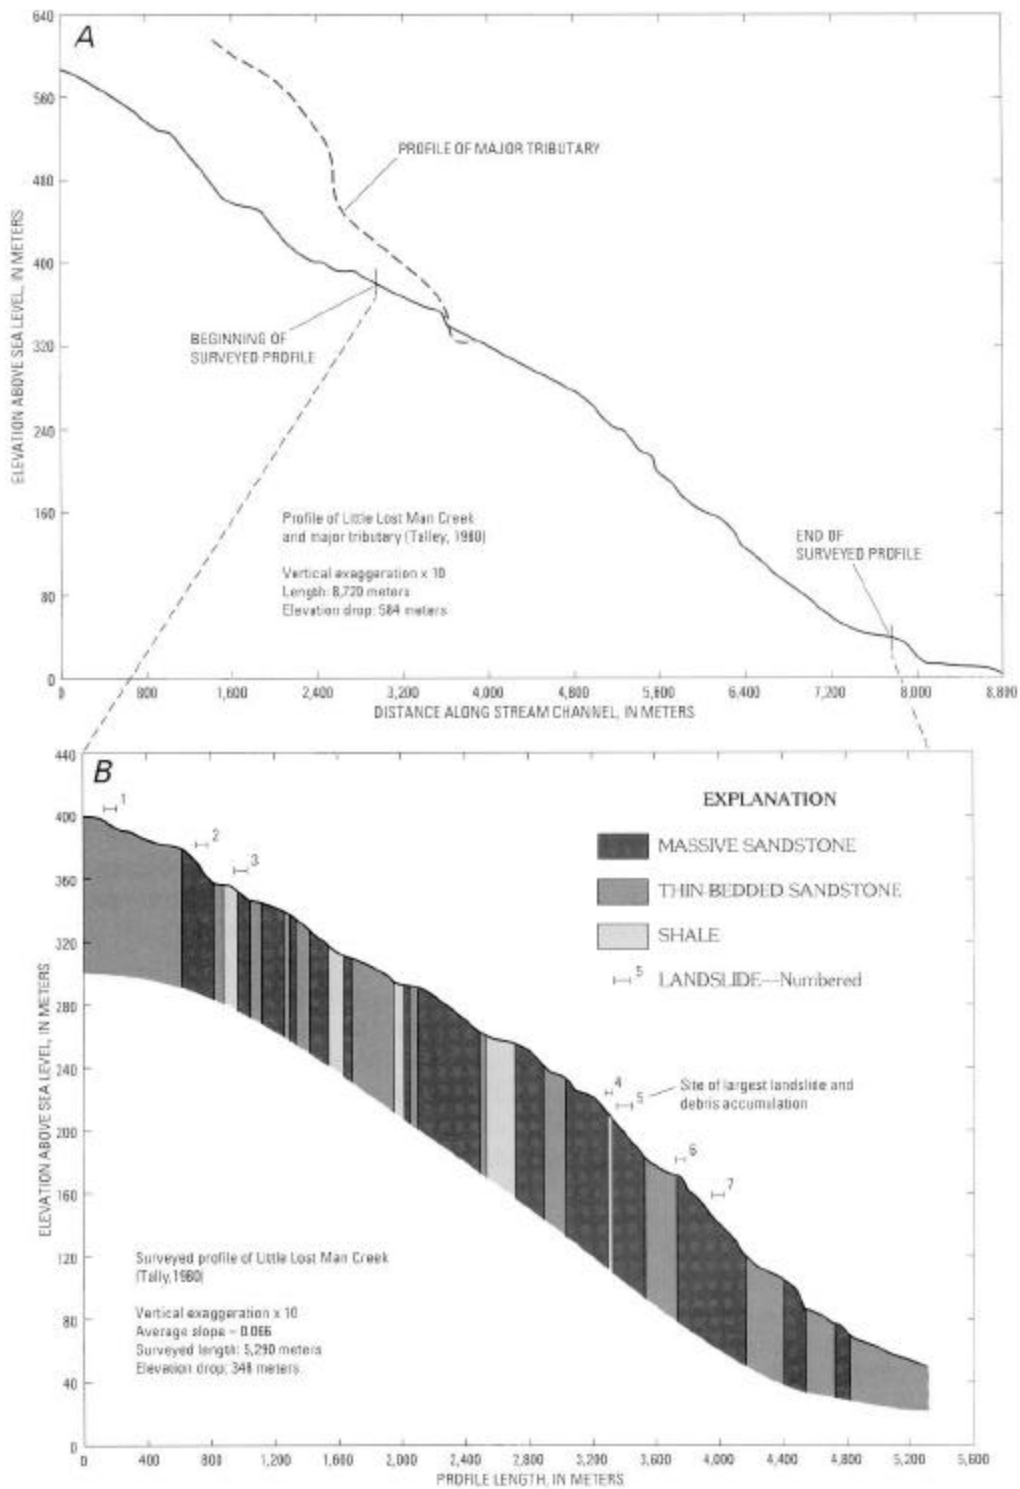 A
ELEVATION ABOVE SEA LEVEL, IN METERS
640
560
480
400
320
240
160
80
0
PROFILE OF MAJOR TRIBUTARY
BEGINNING OF
SURVEYED PROFILE
Profile of Little Lost Man Creek
and major tributary (Talley, 1980)
Vertical exaggeration x 10
Length: 8,720 meters
Elevation drop: 584 meters
END OF
SURVEYED PROFILE
0 800 1,600 2,400 3,200 4,000 4,800 5,600 6,400 7,200 8,000 8,880
DISTANCE ALONG STREAM CHANNEL, IN METERS
B
ELEVATION ABOVE SEA LEVEL, IN METERS
440
400
360
320
280
240
200
160
120
80
40
0
1
2
3
EXPLANATION
MASSIVE SANDSTONE
THIN-BEDDED SANDSTONE
SHALE
5 LANDSLIDE—Numbered
4
5
Site of largest landslide and
debris accumulation
6
7
Surveyed profile of Little Lost Man Creek
(Tally, 1980)
Vertical exaggeration x 10
Average slope – 0.066
Surveyed length: 5,290 meters
Elevation drop: 348 meters
0 400 800 1,200 1,600 2,000 2,400 2,800 3,200 3,600 4,000 4,400 4,800 5,200 5,600
PROFILE LENGTH, IN METERS